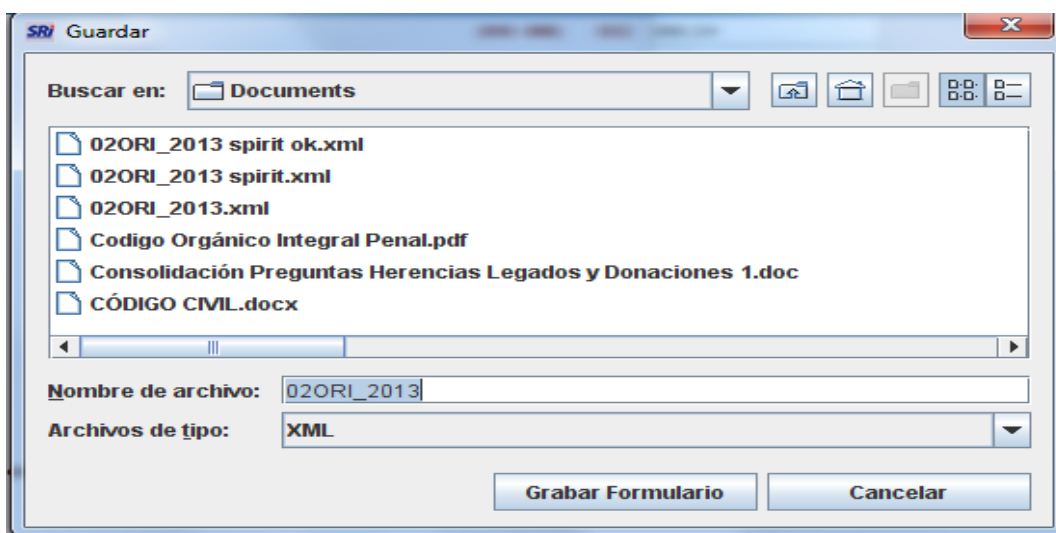 SRi Guardar
Buscar en: Documents
02ORI_2013 spirit ok.xml
02ORI_2013 spirit.xml
02ORI_2013.xml
Codigo Orgánico Integral Penal.pdf
Consolidación Preguntas Herencias Legados y Donaciones 1.doc
CÓDIGO CIVIL.docx
Nombre de archivo: 02ORI_2013
Archivos de tipo: XML
Grabar Formulario Cancelar